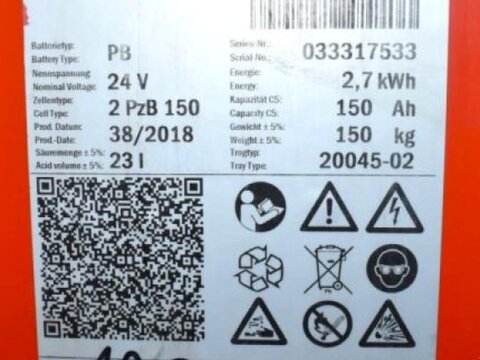 Batterietyp: PB Serien-Nr.: 033317533
Battery Type: Serial-No.:
Nennspannung: 24 V Energie: 2,7 kWh
Nominal Voltage: Energy:
Zellentyp: 2 PzB 150 Kapazität C5: 150 Ah
Cell Type: Capacity C5:
Prod. Datum: 38/2018 Gewicht ± 5%: 150 kg
Prod.-Date: Weight ± 5%:
Säuremenge ± 5%: 23 l Trogtyp: 20045-02
Acid volume ± 5%: Tray Type:
Pb